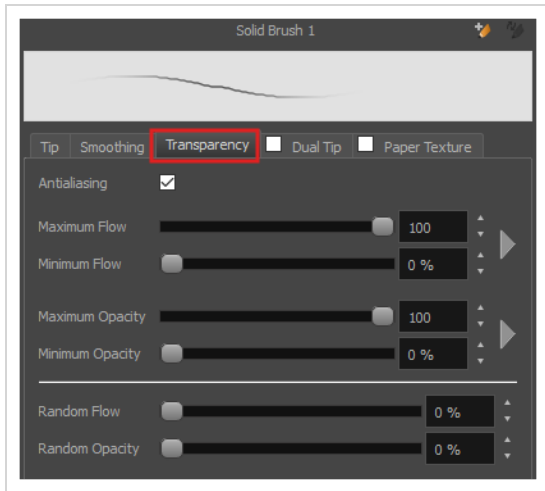 Solid Brush 1
Tip Smoothing Transparency Dual Tip Paper Texture
Antialiasing
Maximum Flow 100
Minimum Flow 0 %
Maximum Opacity 100
Minimum Opacity 0 %
Random Flow 0 %
Random Opacity 0 %